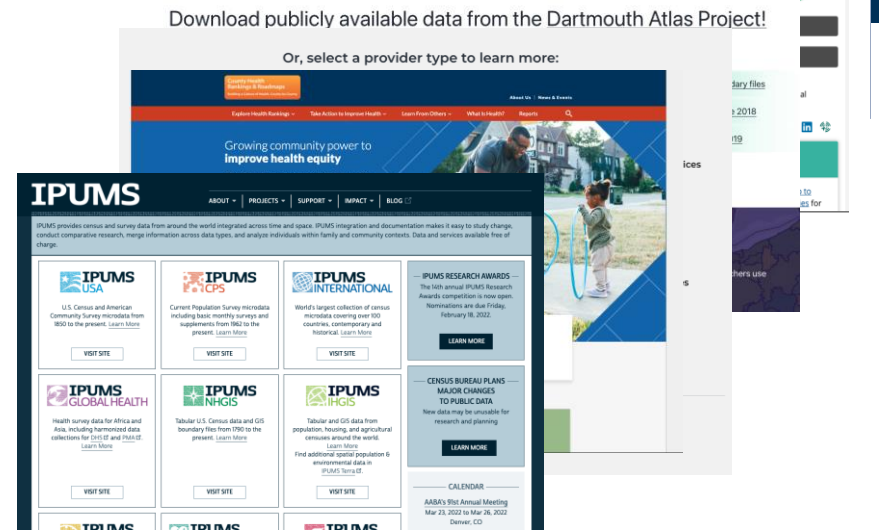 Download publicly available data from the Dartmouth Atlas Project!
Or, select a provider type to learn more:
County Health
Rankings & Roadmaps
About Us | News & Events
Explore Health Rankings
Take Action to Improve Health
Learn From Others
What Is Health?
Reports
Growing community power to
improve health equity
dary files
2018
al
ices
hers use
IPUMS
ABOUT
PROJECTS
SUPPORT
IMPACT
BLOG
IPUMS provides census and survey data from around the world integrated across time and space. IPUMS integration and documentation makes it easy to study change,
conduct comparative research, merge information across data types, and analyze individuals within family and community contexts. Data and services available free of
charge.
IPUMS
USA
U.S. Census and American
Community Survey microdata from
1850 to the present. Learn More
VISIT SITE
IPUMS
CPS
Current Population Survey microdata
including basic monthly surveys and
supplements from 1962 to the
present. Learn More
VISIT SITE
IPUMS
INTERNATIONAL
World's largest collection of census
microdata covering over 100
countries, contemporary and
historical. Learn More
VISIT SITE
IPUMS RESEARCH AWARDS
The 14th annual IPUMS Research
Awards competition is now open.
Nominations are due Friday,
February 18, 2022.
LEARN MORE
IPUMS
GLOBAL HEALTH
Health survey data for Africa and
Asia, including harmonized data
collections for DHS and PMA.
Learn More
VISIT SITE
IPUMS
NHGIS
Tabular U.S. Census data and GIS
boundary files from 1790 to the
present. Learn More
VISIT SITE
IPUMS
IHGIS
Tabular and GIS data from
population, housing, and agricultural
censuses around the world.
Learn More
Find additional spatial population &
environmental data in
IPUMS Terra.
VISIT SITE
CENSUS BUREAU PLANS
MAJOR CHANGES
TO PUBLIC DATA
New data may be unusable for
research and planning
LEARN MORE
CALENDAR
AABA's 91st Annual Meeting
Mar 23, 2022 to Mar 26, 2022
Denver, CO